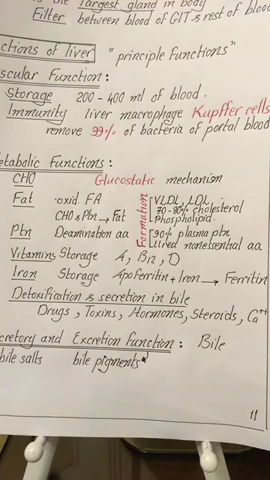 is the largest gland in body
Filter between blood of GIT & rest of blood
ctions of liver "principle functions"
scular Function:
Storage 200-400 ml of blood.
Immunity liver macrophage Kupffer cells
remove 99% of bacteria of portal blood
etabolic Functions:
CHO Glucostatic mechanism
Fat oxid. FA Formation VLDL, LDL,
70-80% cholesterol
CHO & Ptn → Fat Phospholipid
Ptn Deamination aa 90% plasma ptn
Urea nonessential aa
Vitamins Storage A, B12, D
Iron Storage Apoferritin + Iron → Ferritin
Detoxification & secretion in bile
Drugs, Toxins, Hormones, Steroids, Ca++
cretory and Excretion function: Bile
bile salts bile pigments
11